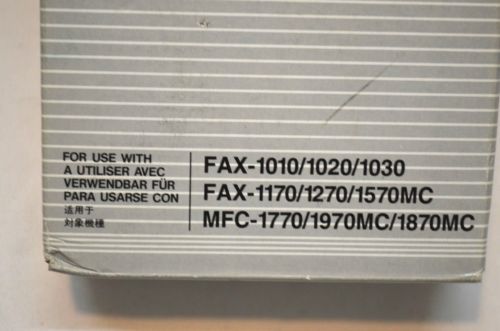 FOR USE WITH
A UTILISER AVEC
VERWENDBAR FÜR
PARA USARSE CON
适用于
対象機種
FAX-1010/1020/1030
FAX-1170/1270/1570MC
MFC-1770/1970MC/1870MC